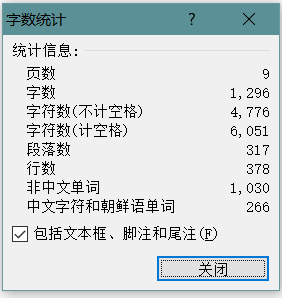 字数统计 ?
统计信息:
页数 9
字数 1,296
字符数(不计空格) 4,776
字符数(计空格) 6,051
段落数 317
行数 378
非中文单词 1,030
中文字符和朝鲜语单词 266
包括文本框、脚注和尾注(F)
关闭